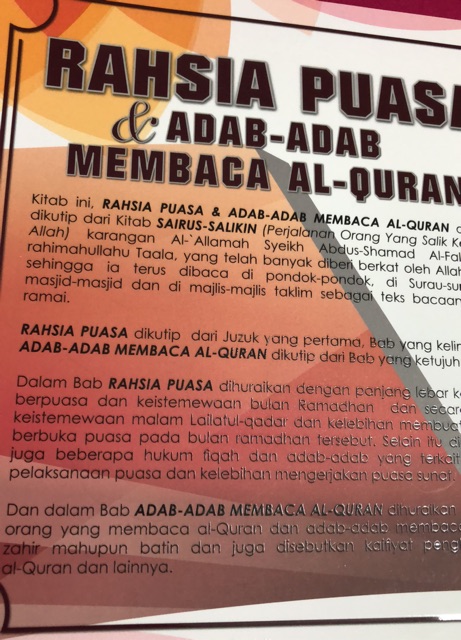 RAHSIA PUASA
& ADAB-ADAB
MEMBACA AL-QURAN
Kitab ini, RAHSIA PUASA & ADAB-ADAB MEMBACA AL-QURAN
dikutip dari Kitab SAIRUS-SALIKIN (Perjalanan Orang Yang Salik
Allah) karangan Al-`Allamah Syeikh Abdus-Shamad
rahimahullahu Taala, yang telah banyak diberi berkat oleh Allah
sehingga ia terus dibaca di pondok-pondok, di
masjid-masjid dan di majlis-majlis taklim sebagai teks bacaan
ramai.
RAHSIA PUASA dikutip dari Juzuk yang pertama, Bab yang
ADAB-ADAB MEMBACA AL-QURAN dikutip dari Bab yang ketujuh
Dalam Bab RAHSIA PUASA dihuraikan dengan panjang lebar
berpuasa dan keistemewaan bulan Ramadhan dan
keistemewaan malam Lailatul-qadar dan kelebihan
berbuka puasa pada bulan ramadhan tersebut. Selain itu
juga beberapa hukum fiqah dan adab-adab yang
pelaksanaan puasa dan kelebihan mengerjakan puasa sunat.
Dan dalam Bab ADAB-ADAB MEMBACA AL-QURAN dihuraikan
orang yang membaca al-Quran dan adab-adab
zahir mahupun batin dan juga disebutkan kaifiyat
al-Quran dan lainnya.